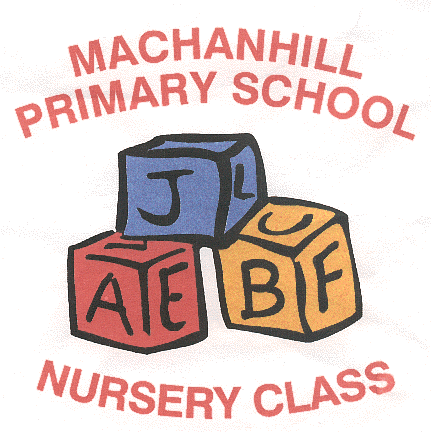 MACHANHILL
PRIMARY SCHOOL
J L
A E
U
B F
NURSERY CLASS